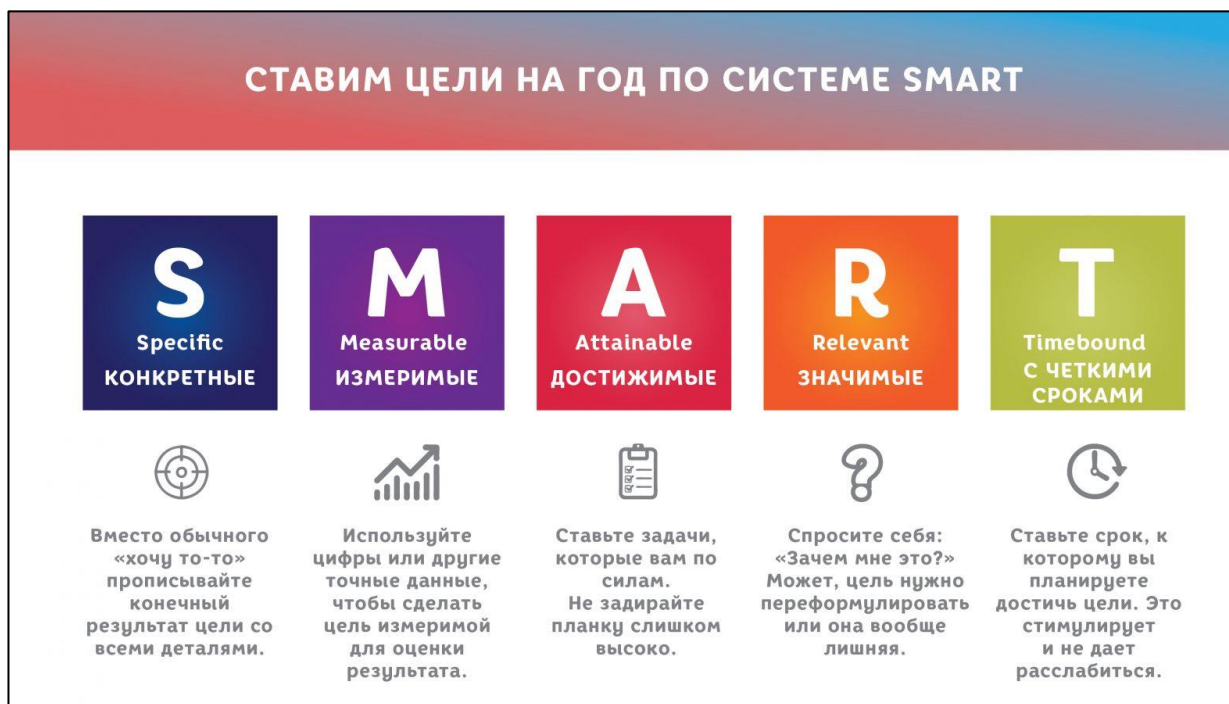 СТАВИМ ЦЕЛИ НА ГОД ПО СИСТЕМЕ SMART
S
Specific
КОНКРЕТНЫЕ
M
Measurable
ИЗМЕРИМЫЕ
A
Attainable
ДОСТИЖИМЫЕ
R
Relevant
ЗНАЧИМЫЕ
T
Timebound
С ЧЕТКИМИ
СРОКАМИ
Вместо обычного
«хочу то-то»
прописывайте
конечный
результат цели со
всеми деталями.
Используйте
цифры или другие
точные данные,
чтобы сделать
цель измеримой
для оценки
результата.
Ставьте задачи,
которые вам по
силам.
Не задирайте
планку слишком
высоко.
Спросите себя:
«Зачем мне это?»
Может, цель нужно
переформулировать
или она вообще
лишняя.
Ставьте срок, к
которому вы
планируете
достичь цели. Это
стимулирует
и не дает
расслабиться.